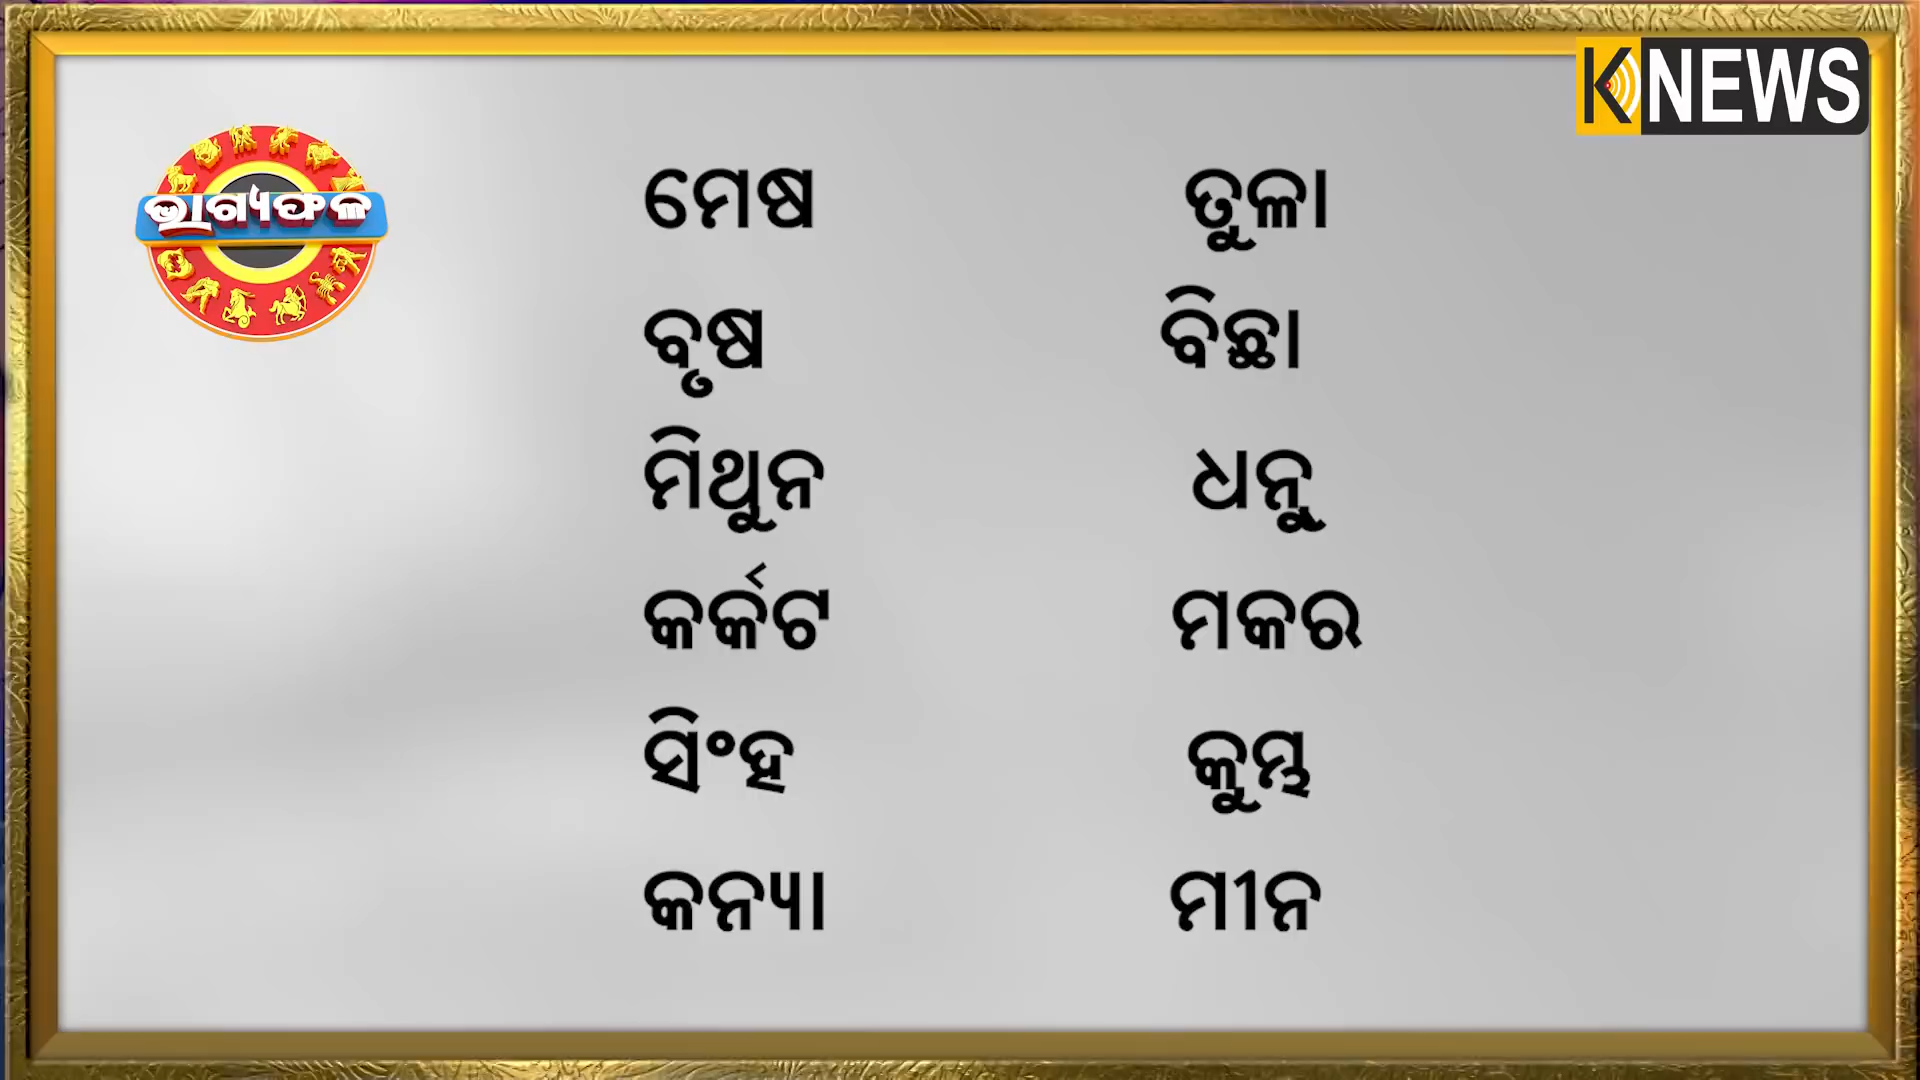 KNEWS
ଭାଗ୍ୟଫଳ
ମେଷ ତୁଳା
ବୃଷ ବିଛା
ମିଥୁନ ଧନୁ
କର୍କଟ ମକର
ସିଂହ କୁମ୍ଭ
କନ୍ୟା ମୀନ